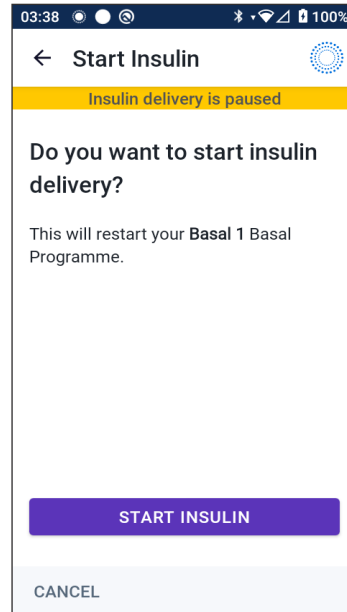 03:38 100%
Start Insulin
Insulin delivery is paused
Do you want to start insulin
delivery?
This will restart your Basal 1 Basal
Programme.
START INSULIN
CANCEL